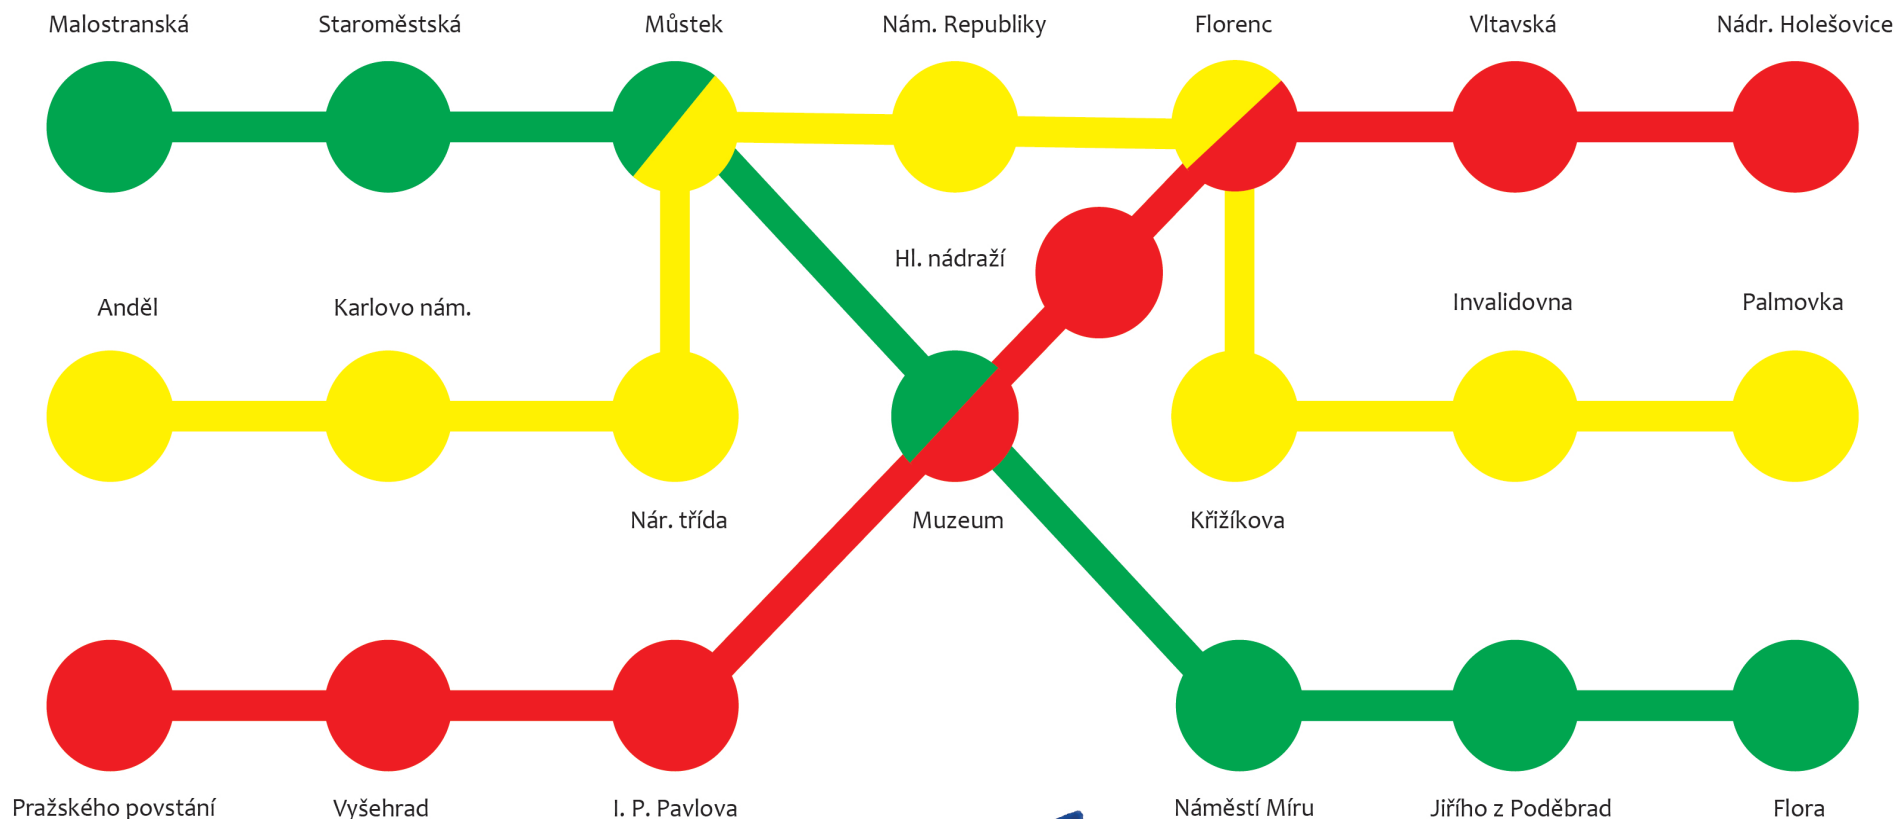 Malostranská
Staroměstská
Můstek
Nám. Republiky
Florenc
Vltavská
Nádr. Holešovice
Hl. nádraží
Anděl
Karlovo nám.
Invalidovna
Palmovka
Nár. třída
Muzeum
Křižíkova
Pražského povstání
Vyšehrad
I. P. Pavlova
Náměstí Míru
Jiřího z Poděbrad
Flora